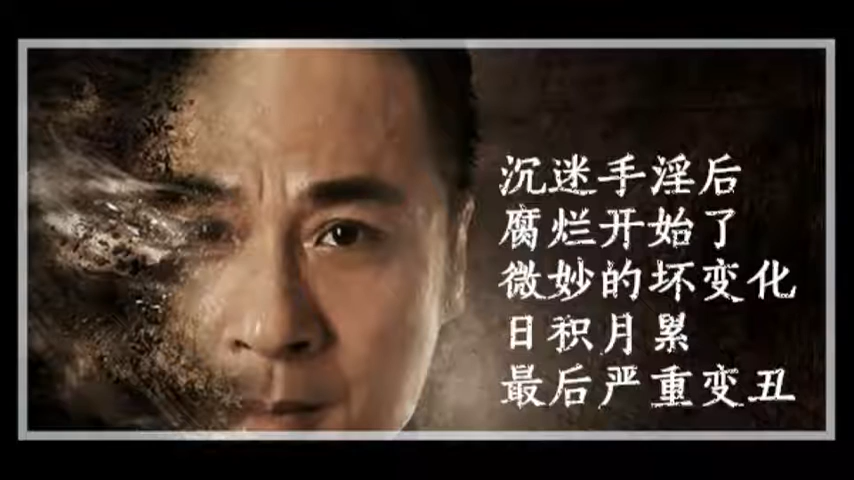 沉迷手淫后
腐烂开始了
微妙的坏变化
日积月累
最后严重变丑